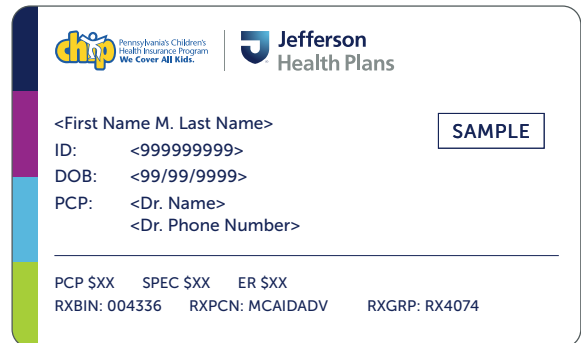 chip Pennsylvania's Children's
Health Insurance Program
We Cover All Kids.
Jefferson
Health Plans
<First Name M. Last Name>
SAMPLE
ID: <999999999>
DOB: <99/99/9999>
PCP: <Dr. Name>
<Dr. Phone Number>
PCP $XX SPEC $XX ER $XX
RXBIN: 004336 RXPCN: MCAIDADV RXGRP: RX4074